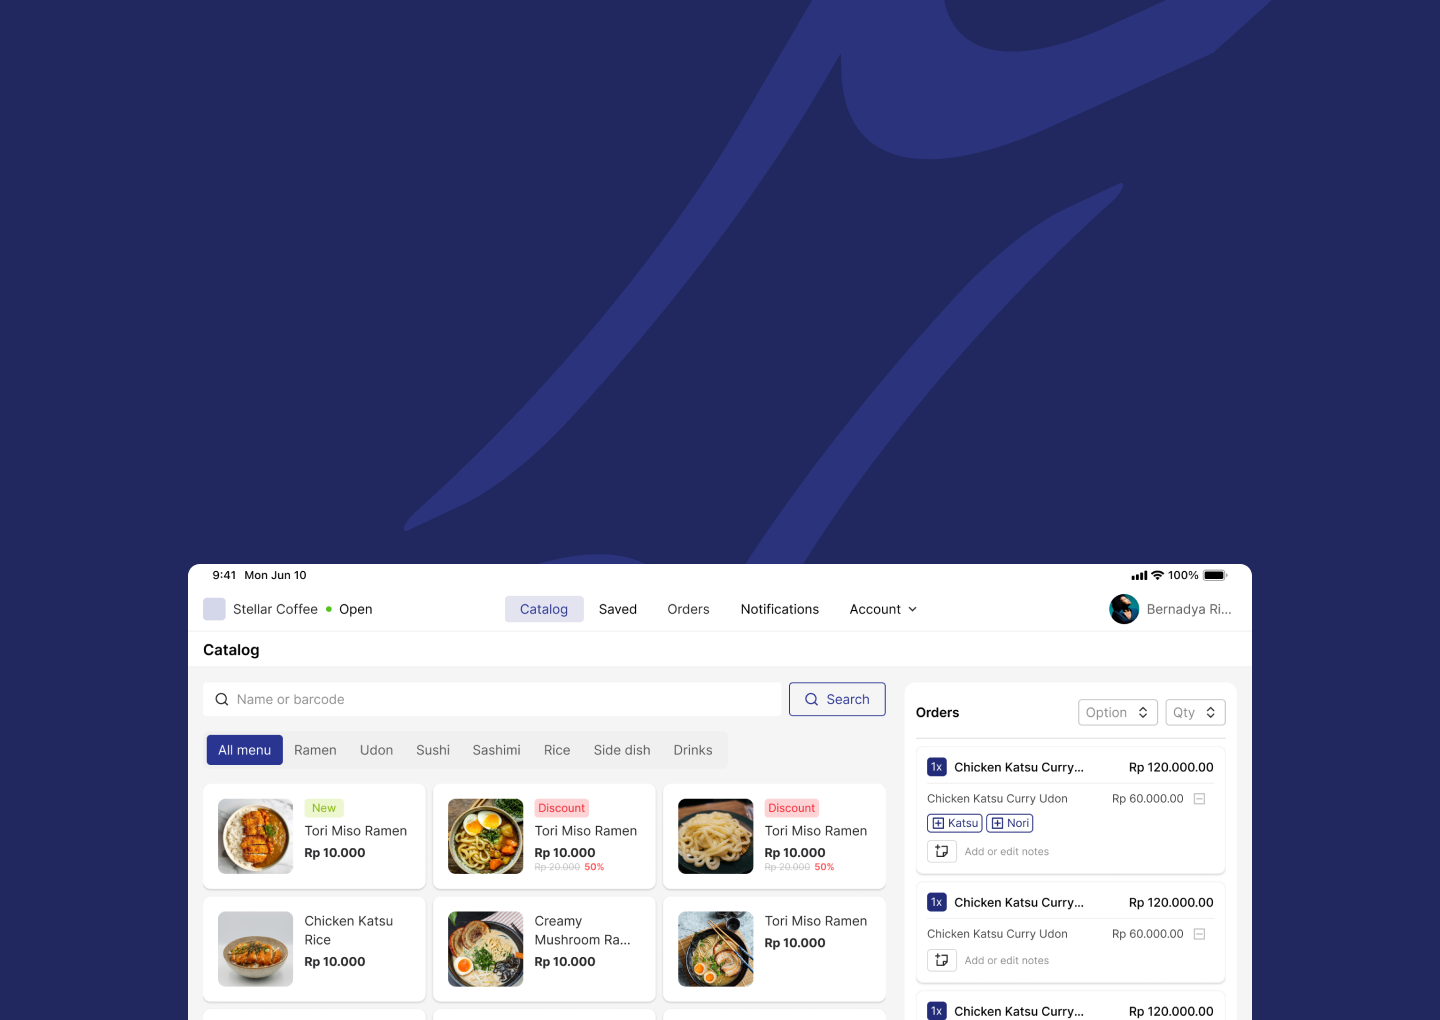 9:41 Mon Jun 10
100%
Stellar Coffee Open
Catalog Saved Orders Notifications Account
Bernadya Ri...
Catalog
Name or barcode
Search
All menu Ramen Udon Sushi Sashimi Rice Side dish Drinks
New
Tori Miso Ramen
Rp 10.000
Discount
Tori Miso Ramen
Rp 10.000
Rp 20.000 50%
Discount
Tori Miso Ramen
Rp 10.000
Rp 20.000 50%
Chicken Katsu
Rice
Rp 10.000
Creamy
Mushroom Ra...
Rp 10.000
Tori Miso Ramen
Rp 10.000
Orders
Option Qty
1x Chicken Katsu Curry... Rp 120.000.00
Chicken Katsu Curry Udon Rp 60.000.00
Katsu Nori
Add or edit notes
1x Chicken Katsu Curry... Rp 120.000.00
Chicken Katsu Curry Udon Rp 60.000.00
Add or edit notes
1x Chicken Katsu Curry... Rp 120.000.00